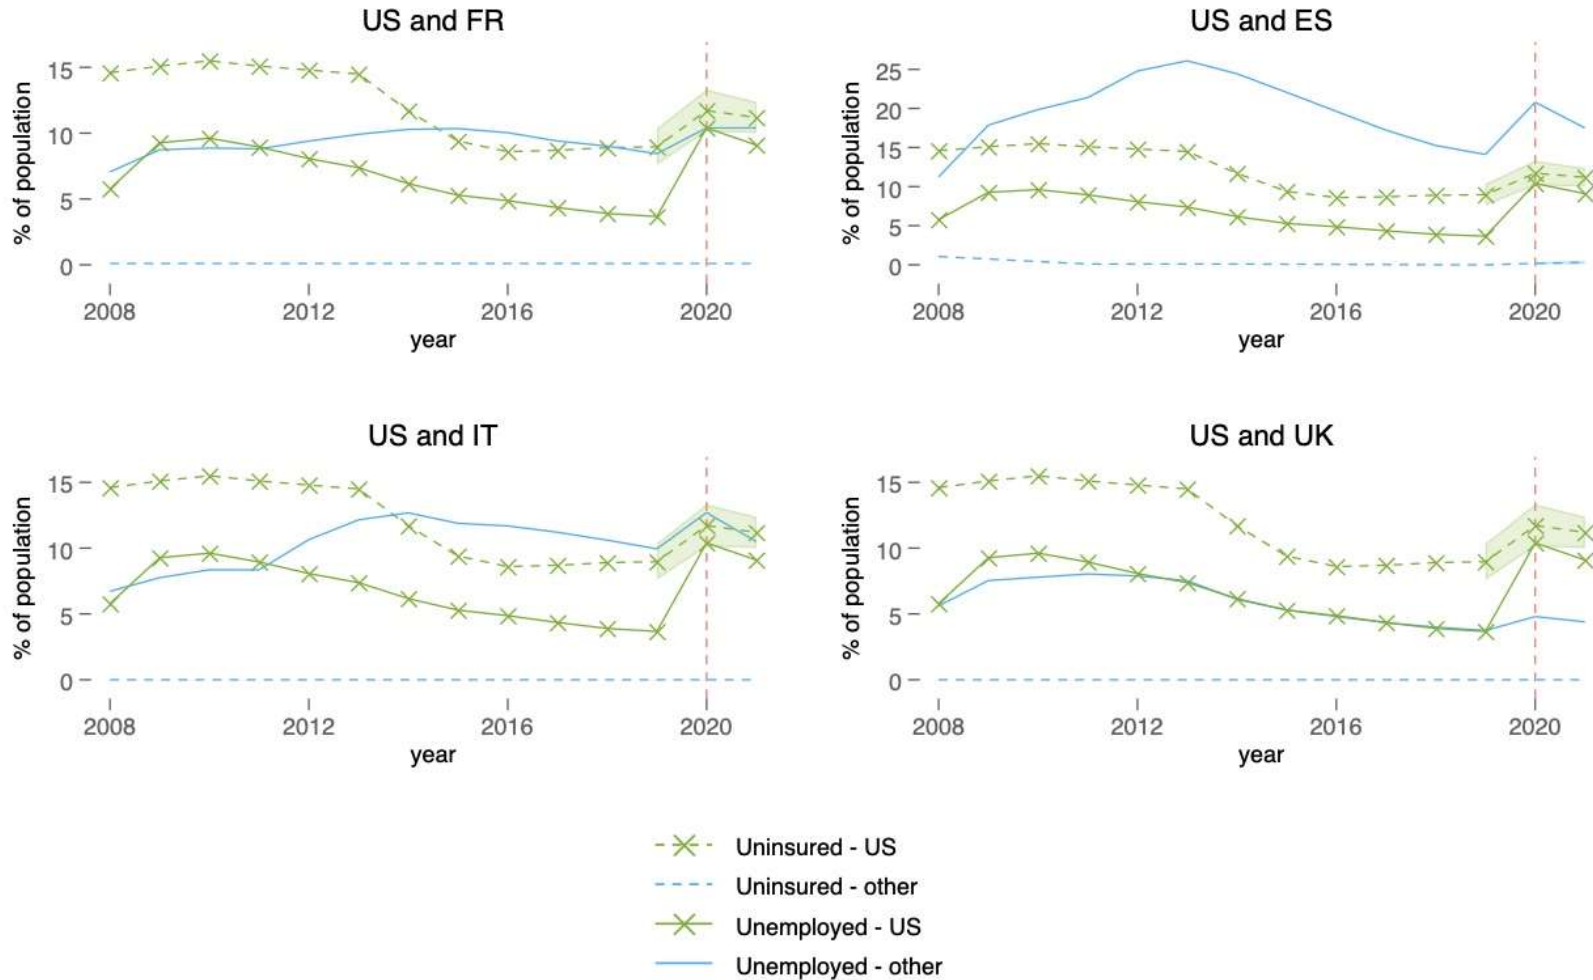 US and FR
% of population
15
10
5
0
2008 2012 2016 2020
year
US and ES
% of population
25
20
15
10
5
0
2008 2012 2016 2020
year
US and IT
% of population
15
10
5
0
2008 2012 2016 2020
year
US and UK
% of population
15
10
5
0
2008 2012 2016 2020
year
Uninsured - US
Uninsured - other
Unemployed - US
Unemployed - other